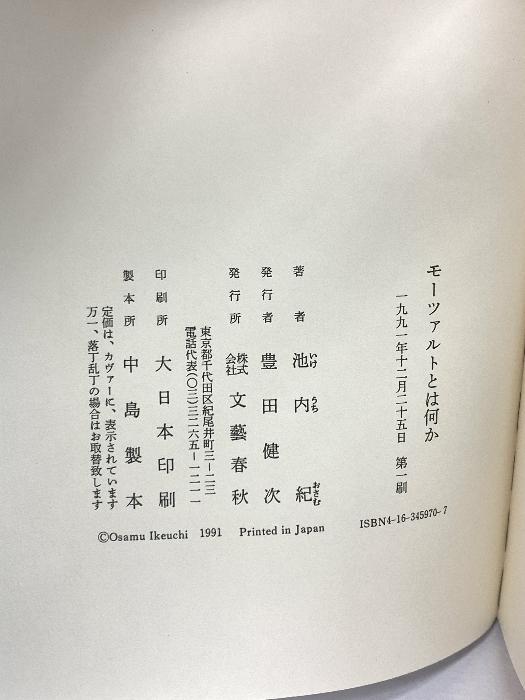 モーツァルトとは何か
一九九一年十二月二十五日 第一刷
著者 池内紀
いけ うち おさむ
発行者 豊田健次
発行所 株式会社 文藝春秋
東京都千代田区紀尾井町三−二三
電話代表(〇三)三二六五−一二一一
印刷所 大日本印刷
製本所 中島製本
定価は、カヴァーに、表示されています
万一、落丁乱丁の場合はお取替致します
©Osamu Ikeuchi 1991 Printed in Japan
ISBN4-16-345970-7